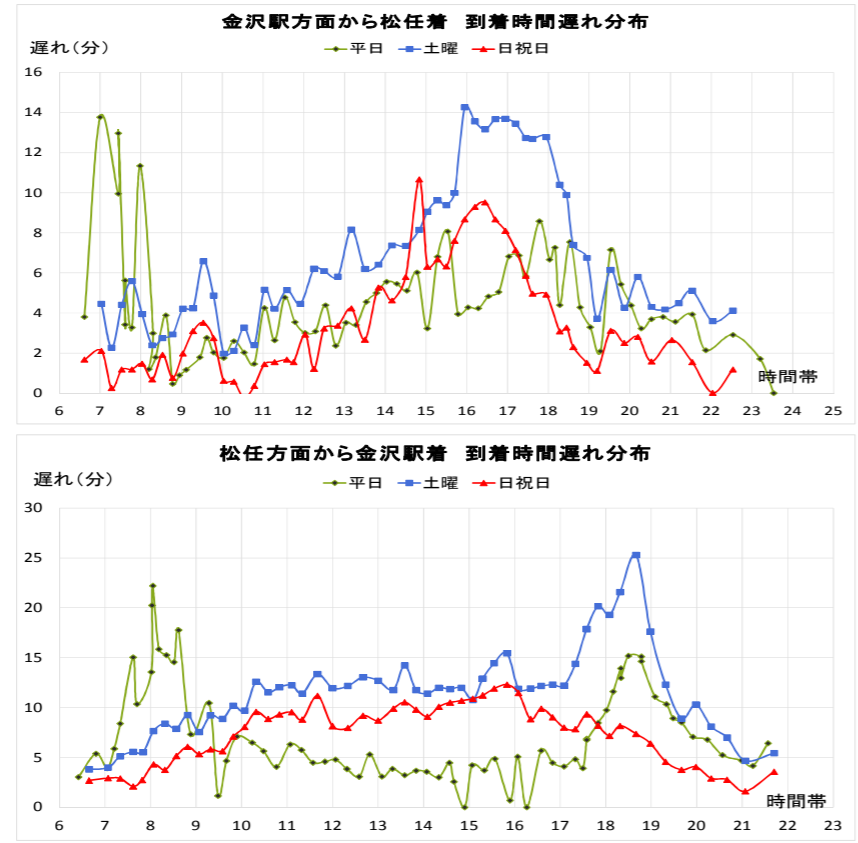 金沢駅方面から松任着 到着時間遅れ分布
遅れ(分)
平日 土曜 日祝日
16
14
12
10
8
6
4
2
0
時間帯
6 7 8 9 10 11 12 13 14 15 16 17 18 19 20 21 22 23 24 25
松任方面から金沢駅着 到着時間遅れ分布
遅れ(分)
平日 土曜 日祝日
30
25
20
15
10
5
0
時間帯
6 7 8 9 10 11 12 13 14 15 16 17 18 19 20 21 22 23